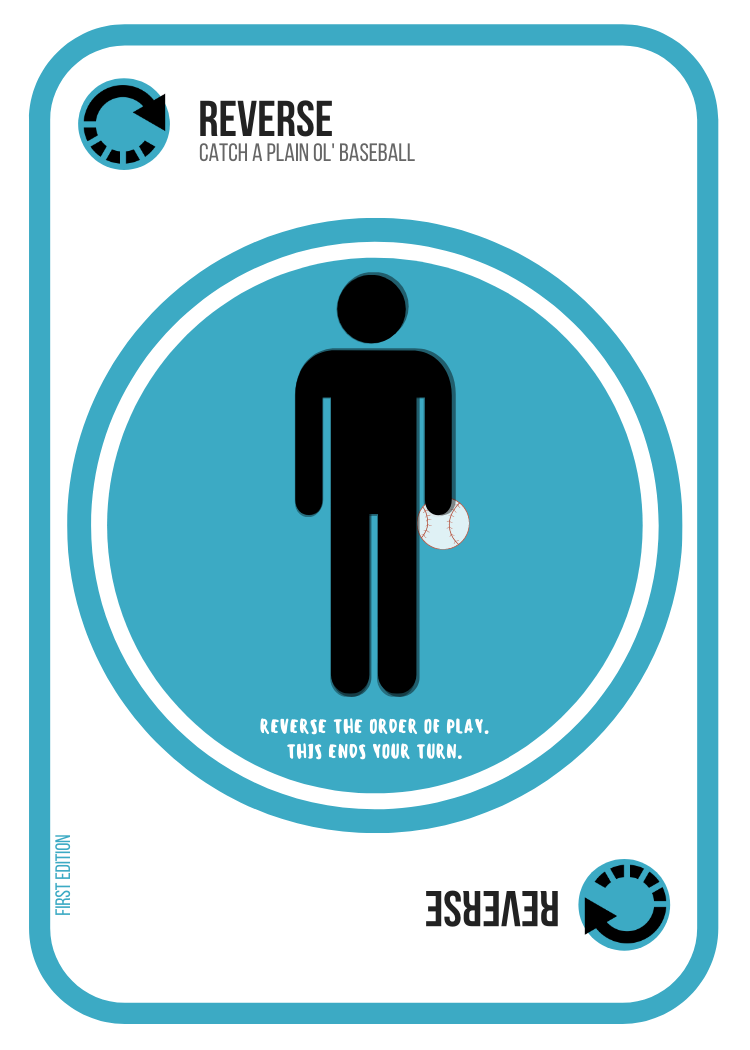 REVERSE
CATCH A PLAIN OL' BASEBALL
REVERSE THE ORDER OF PLAY.
THIS ENDS YOUR TURN.
FIRST EDITION
REVERSE